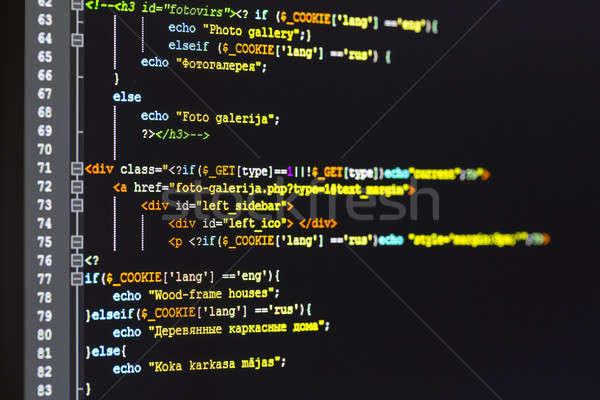 62 <!--<h3 id="fotovirs"><? if ($_COOKIE['lang'] =='eng'){
63 echo "Photo gallery";}
64 elseif ($_COOKIE['lang'] =='rus') {
65 echo "Фотогалерея";
66 }
67 else
68 echo "Foto galerija";
69 ?></h3>-->
70
71 <div class="<?if($_GET[type]==1||!$_GET[type])echo"current";?>">
72 <a href="foto-galerija.php?type=1#text_margin">
73 <div id="left_sidebar">
74 <div id="left_ico"> </div>
75 <p <?if($_COOKIE['lang'] =='rus')echo
76 <?
77 if($_COOKIE['lang'] =='eng'){
78 echo "Wood-frame houses";
79 }elseif($_COOKIE['lang'] =='rus'){
80 echo "Деревянные каркасные дома";
81 }else{
82 echo "Koka karkasa mājas";
83 }
stockfresh